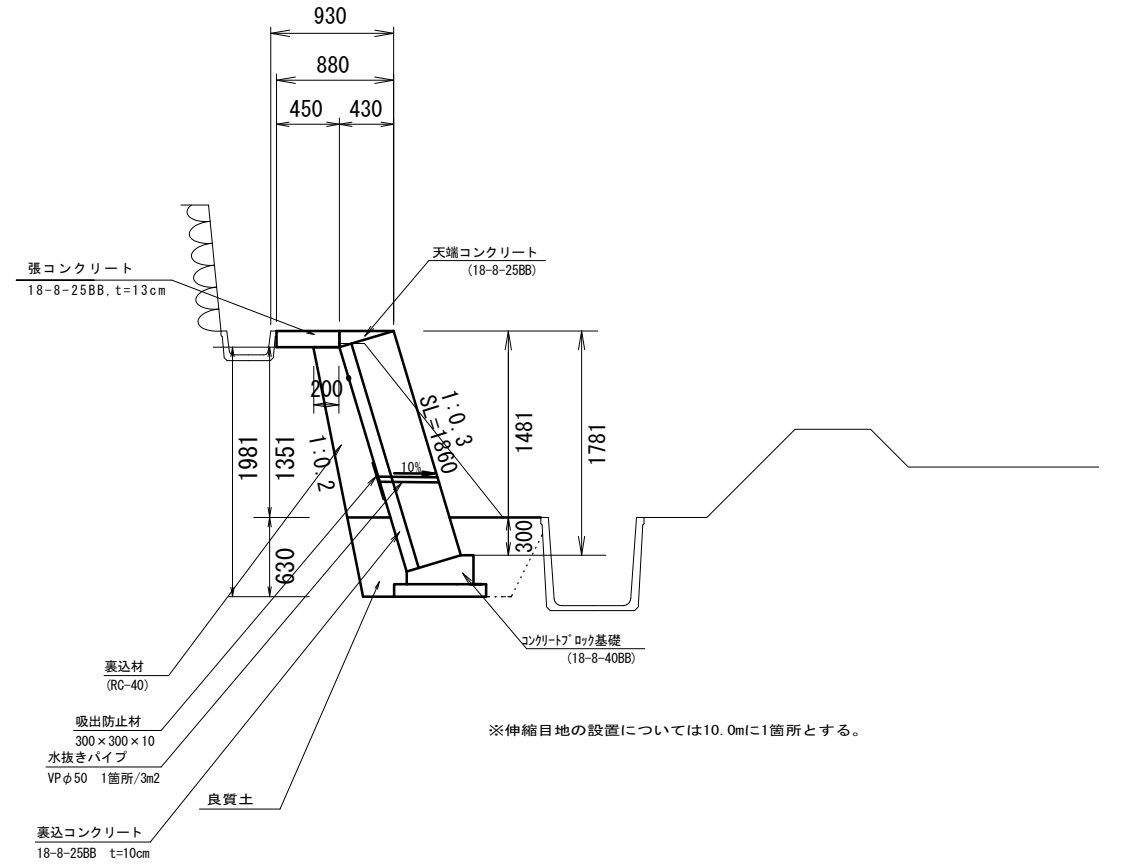 930
880
450 430
天端コンクリート
(18-8-25BB)
張コンクリート
18-8-25BB, t=13cm
200
1:0.3
SL=1860
1481
1781
1981
1351
1:0.2
10%
300
630
コンクリートブロック基礎
(18-8-40BB)
裏込材
(RC-40)
吸出防止材
300×300×10
水抜きパイプ
VPφ50 1箇所/3m2
良質土
裏込コンクリート
18-8-25BB t=10cm
※伸縮目地の設置については10.0mに1箇所とする。